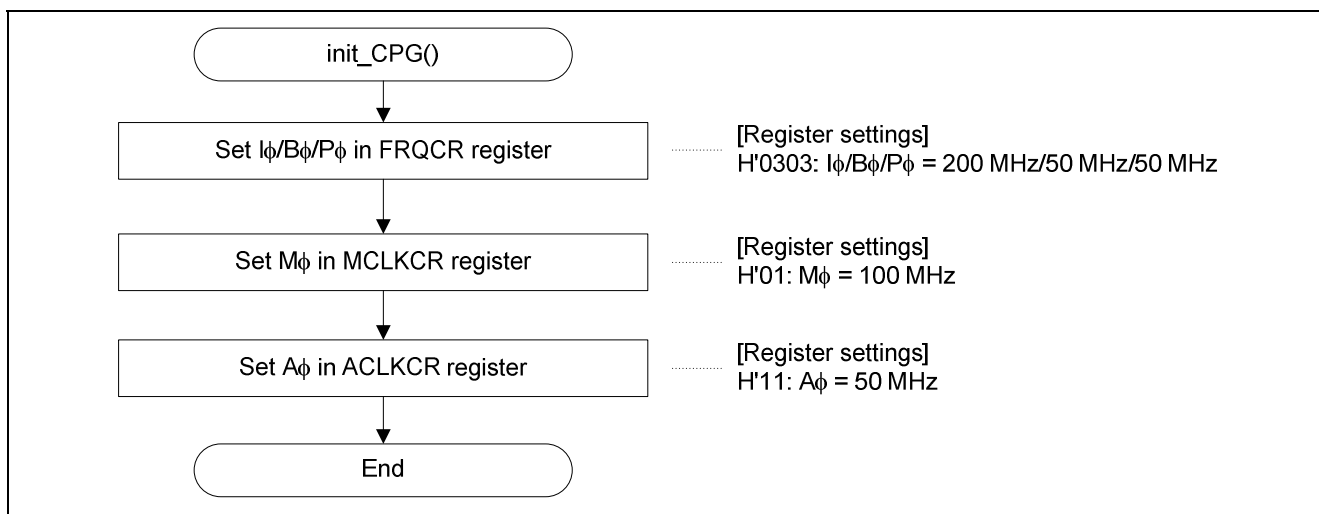 init_CPG()
Set Iϕ/Bϕ/Pϕ in FRQCR register
[Register settings]
H'0303: Iϕ/Bϕ/Pϕ = 200 MHz/50 MHz/50 MHz
Set Mϕ in MCLKCR register
[Register settings]
H'01: Mϕ = 100 MHz
Set Aϕ in ACLKCR register
[Register settings]
H'11: Aϕ = 50 MHz
End